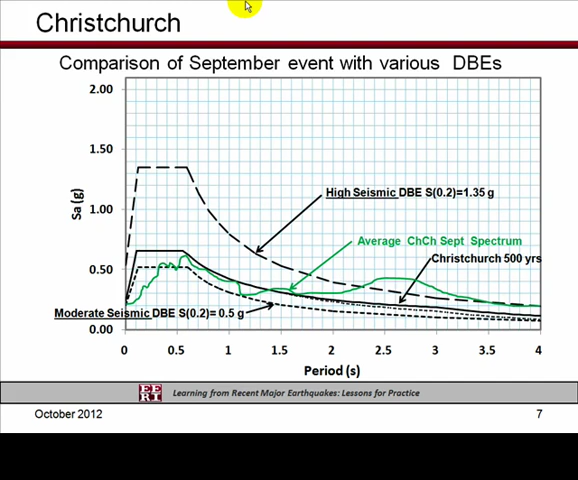 Christchurch
Comparison of September event with various DBEs
2.00
1.50
1.00
0.50
0.00
Sa (g)
High Seismic DBE S(0.2)=1.35 g
Average ChCh Sept Spectrum
Christchurch 500 yrs
Moderate Seismic DBE S(0.2)= 0.5 g
0 0.5 1 1.5 2 2.5 3 3.5 4
Period (s)
EE
RI
Learning from Recent Major Earthquakes: Lessons for Practice
October 2012
7